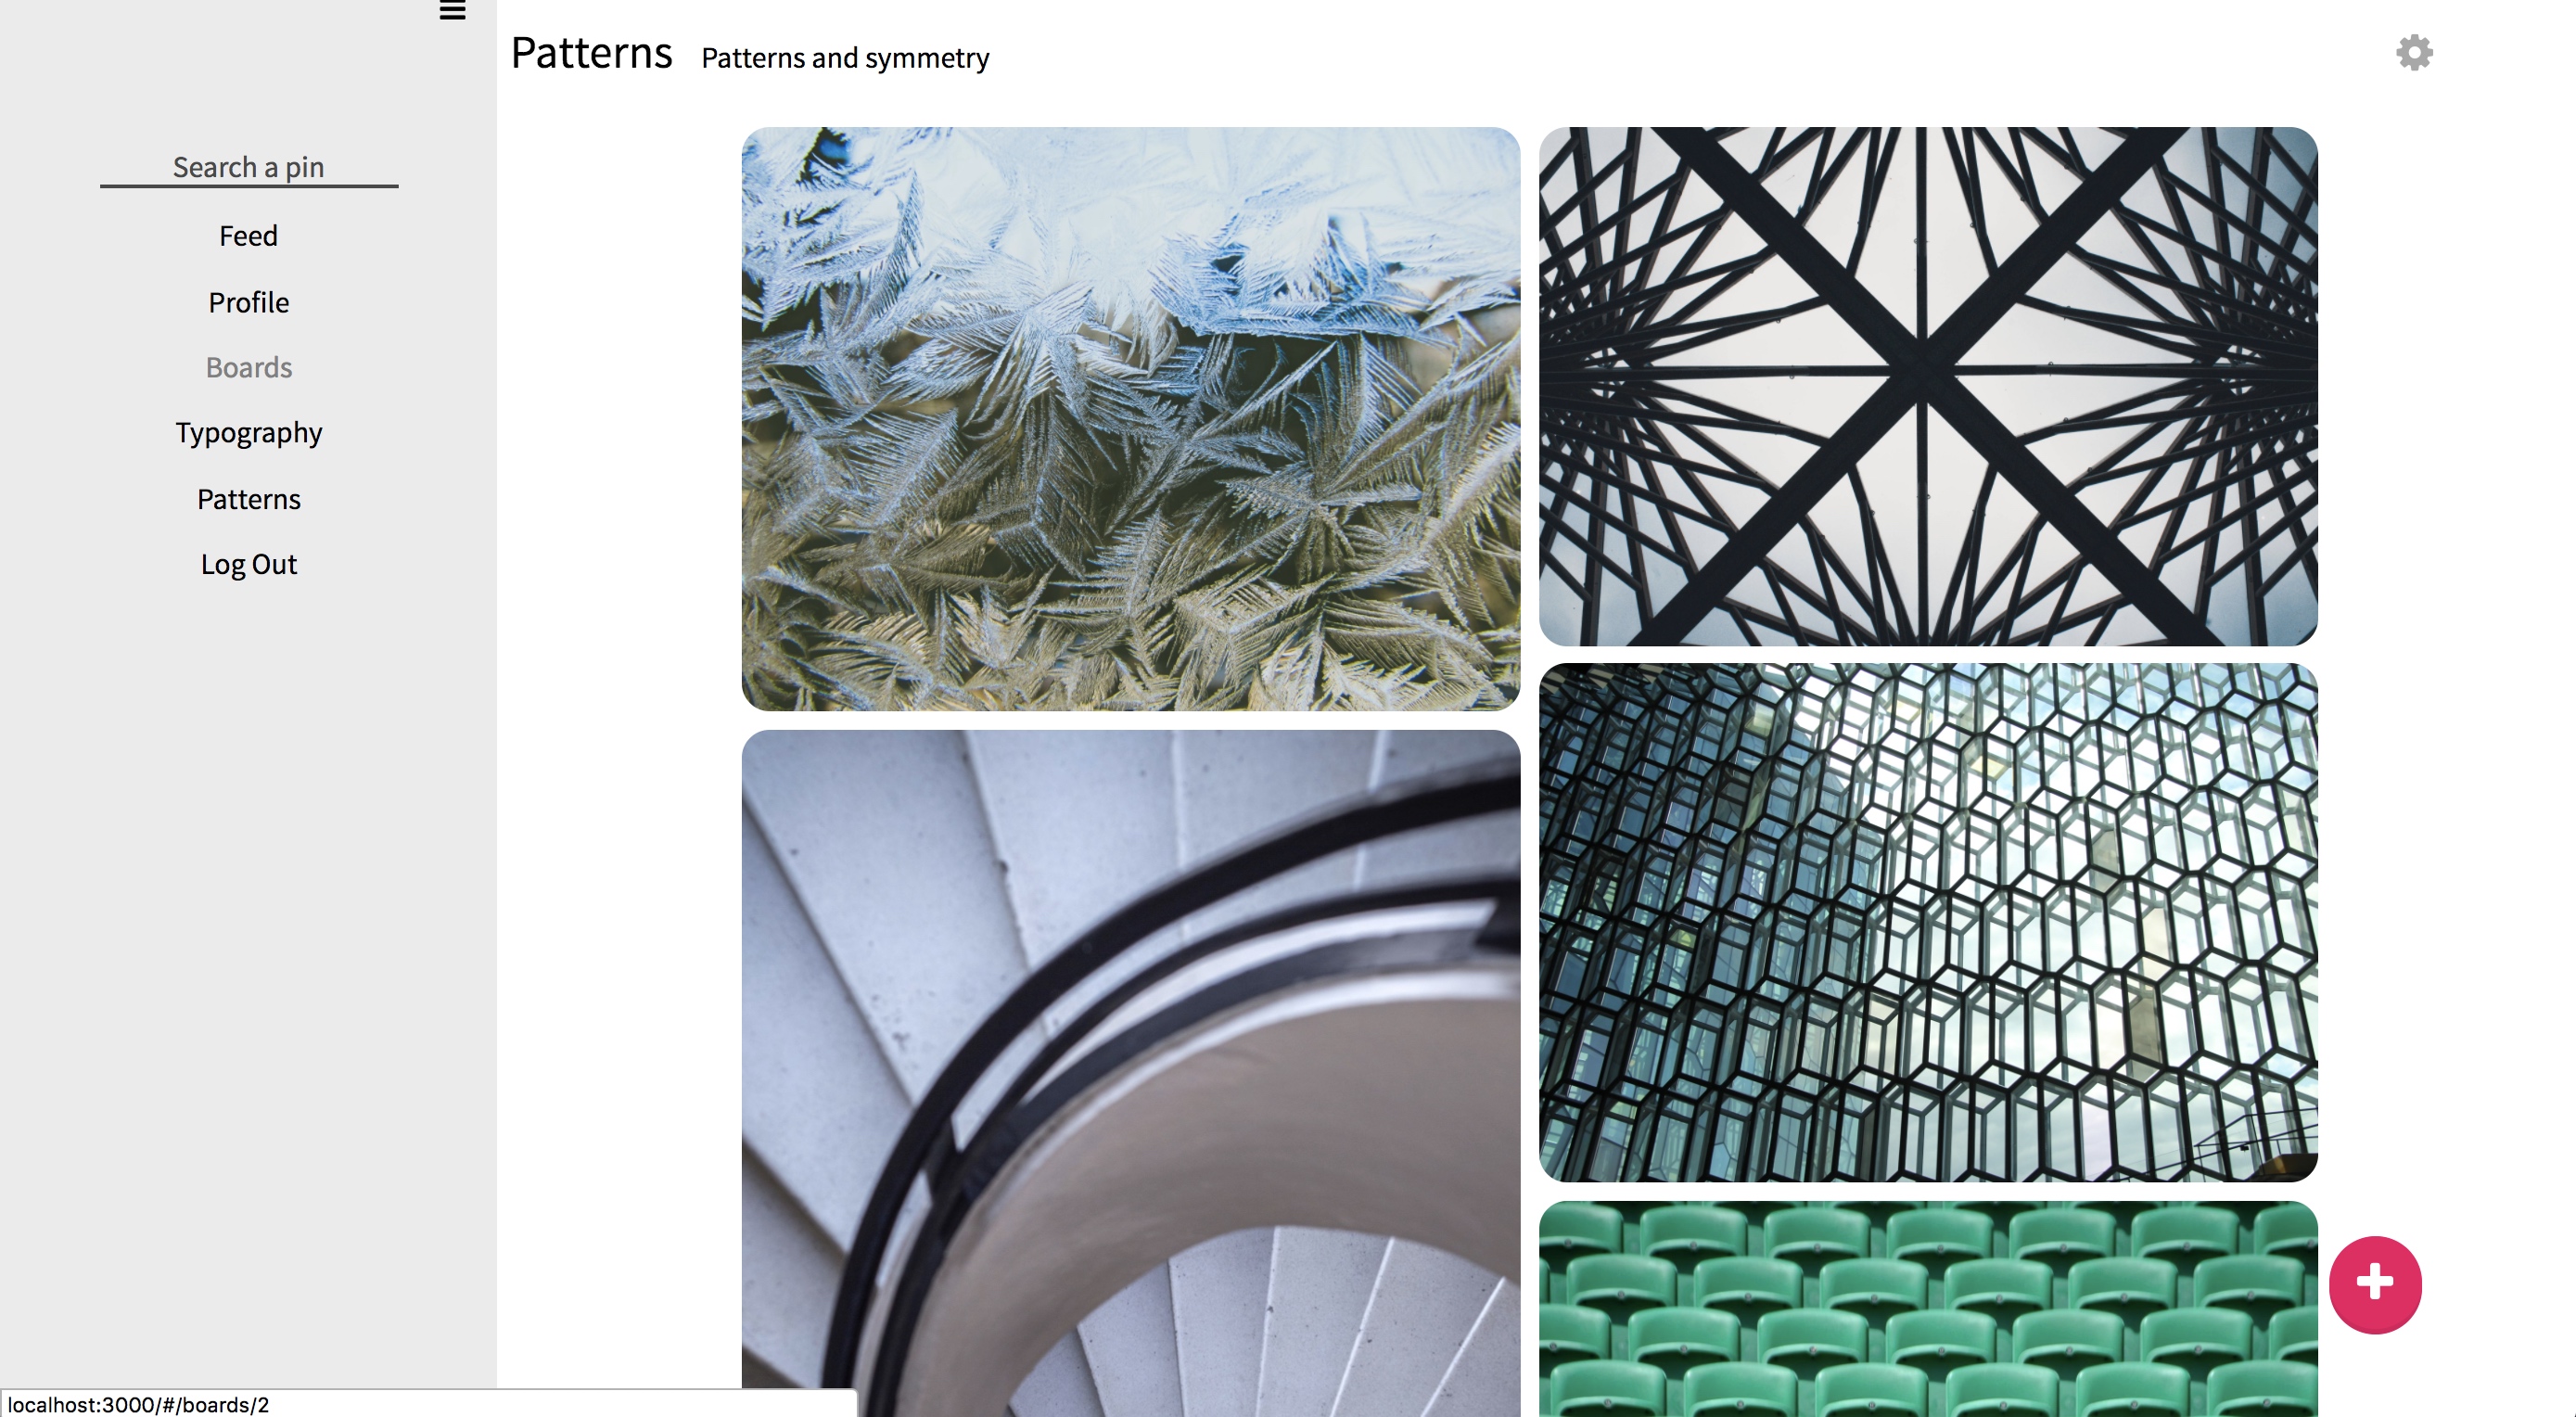 Patterns Patterns and symmetry
Search a pin
Feed
Profile
Boards
Typography
Patterns
Log Out
localhost:3000/#/boards/2